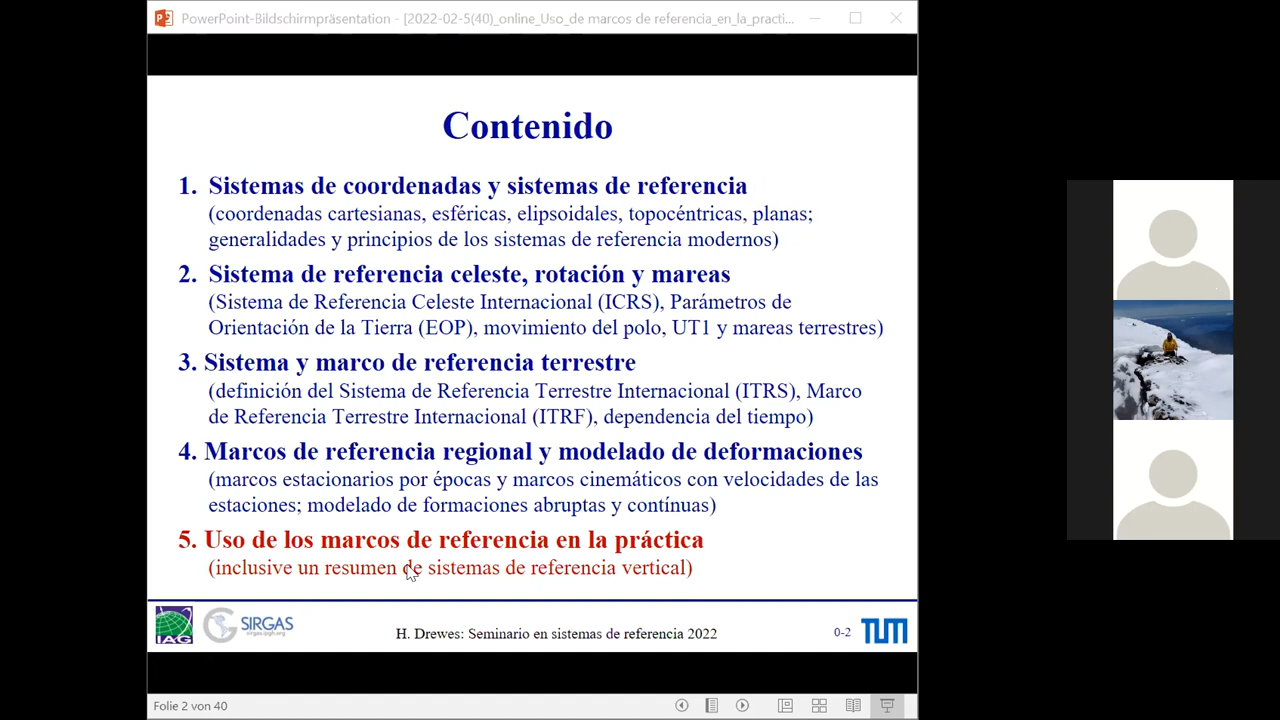 PowerPoint-Bildschirmpräsentation - [2022-02-5(40)_online_Uso_de marcos de referencia_en_la_practi...
Contenido
1. Sistemas de coordenadas y sistemas de referencia
(coordenadas cartesianas, esféricas, elipsoidales, topocéntricas, planas;
generalidades y principios de los sistemas de referencia modernos)
2. Sistema de referencia celeste, rotación y mareas
(Sistema de Referencia Celeste Internacional (ICRS), Parámetros de
Orientación de la Tierra (EOP), movimiento del polo, UT1 y mareas terrestres)
3. Sistema y marco de referencia terrestre
(definición del Sistema de Referencia Terrestre Internacional (ITRS), Marco
de Referencia Terrestre Internacional (ITRF), dependencia del tiempo)
4. Marcos de referencia regional y modelado de deformaciones
(marcos estacionarios por épocas y marcos cinemáticos con velocidades de las
estaciones; modelado de formaciones abruptas y contínuas)
5. Uso de los marcos de referencia en la práctica
(inclusive un resumen de sistemas de referencia vertical)
IAG
SIRGAS
sirgas.ipgh.org
H. Drewes: Seminario en sistemas de referencia 2022
0-2
TUM
Folie 2 von 40